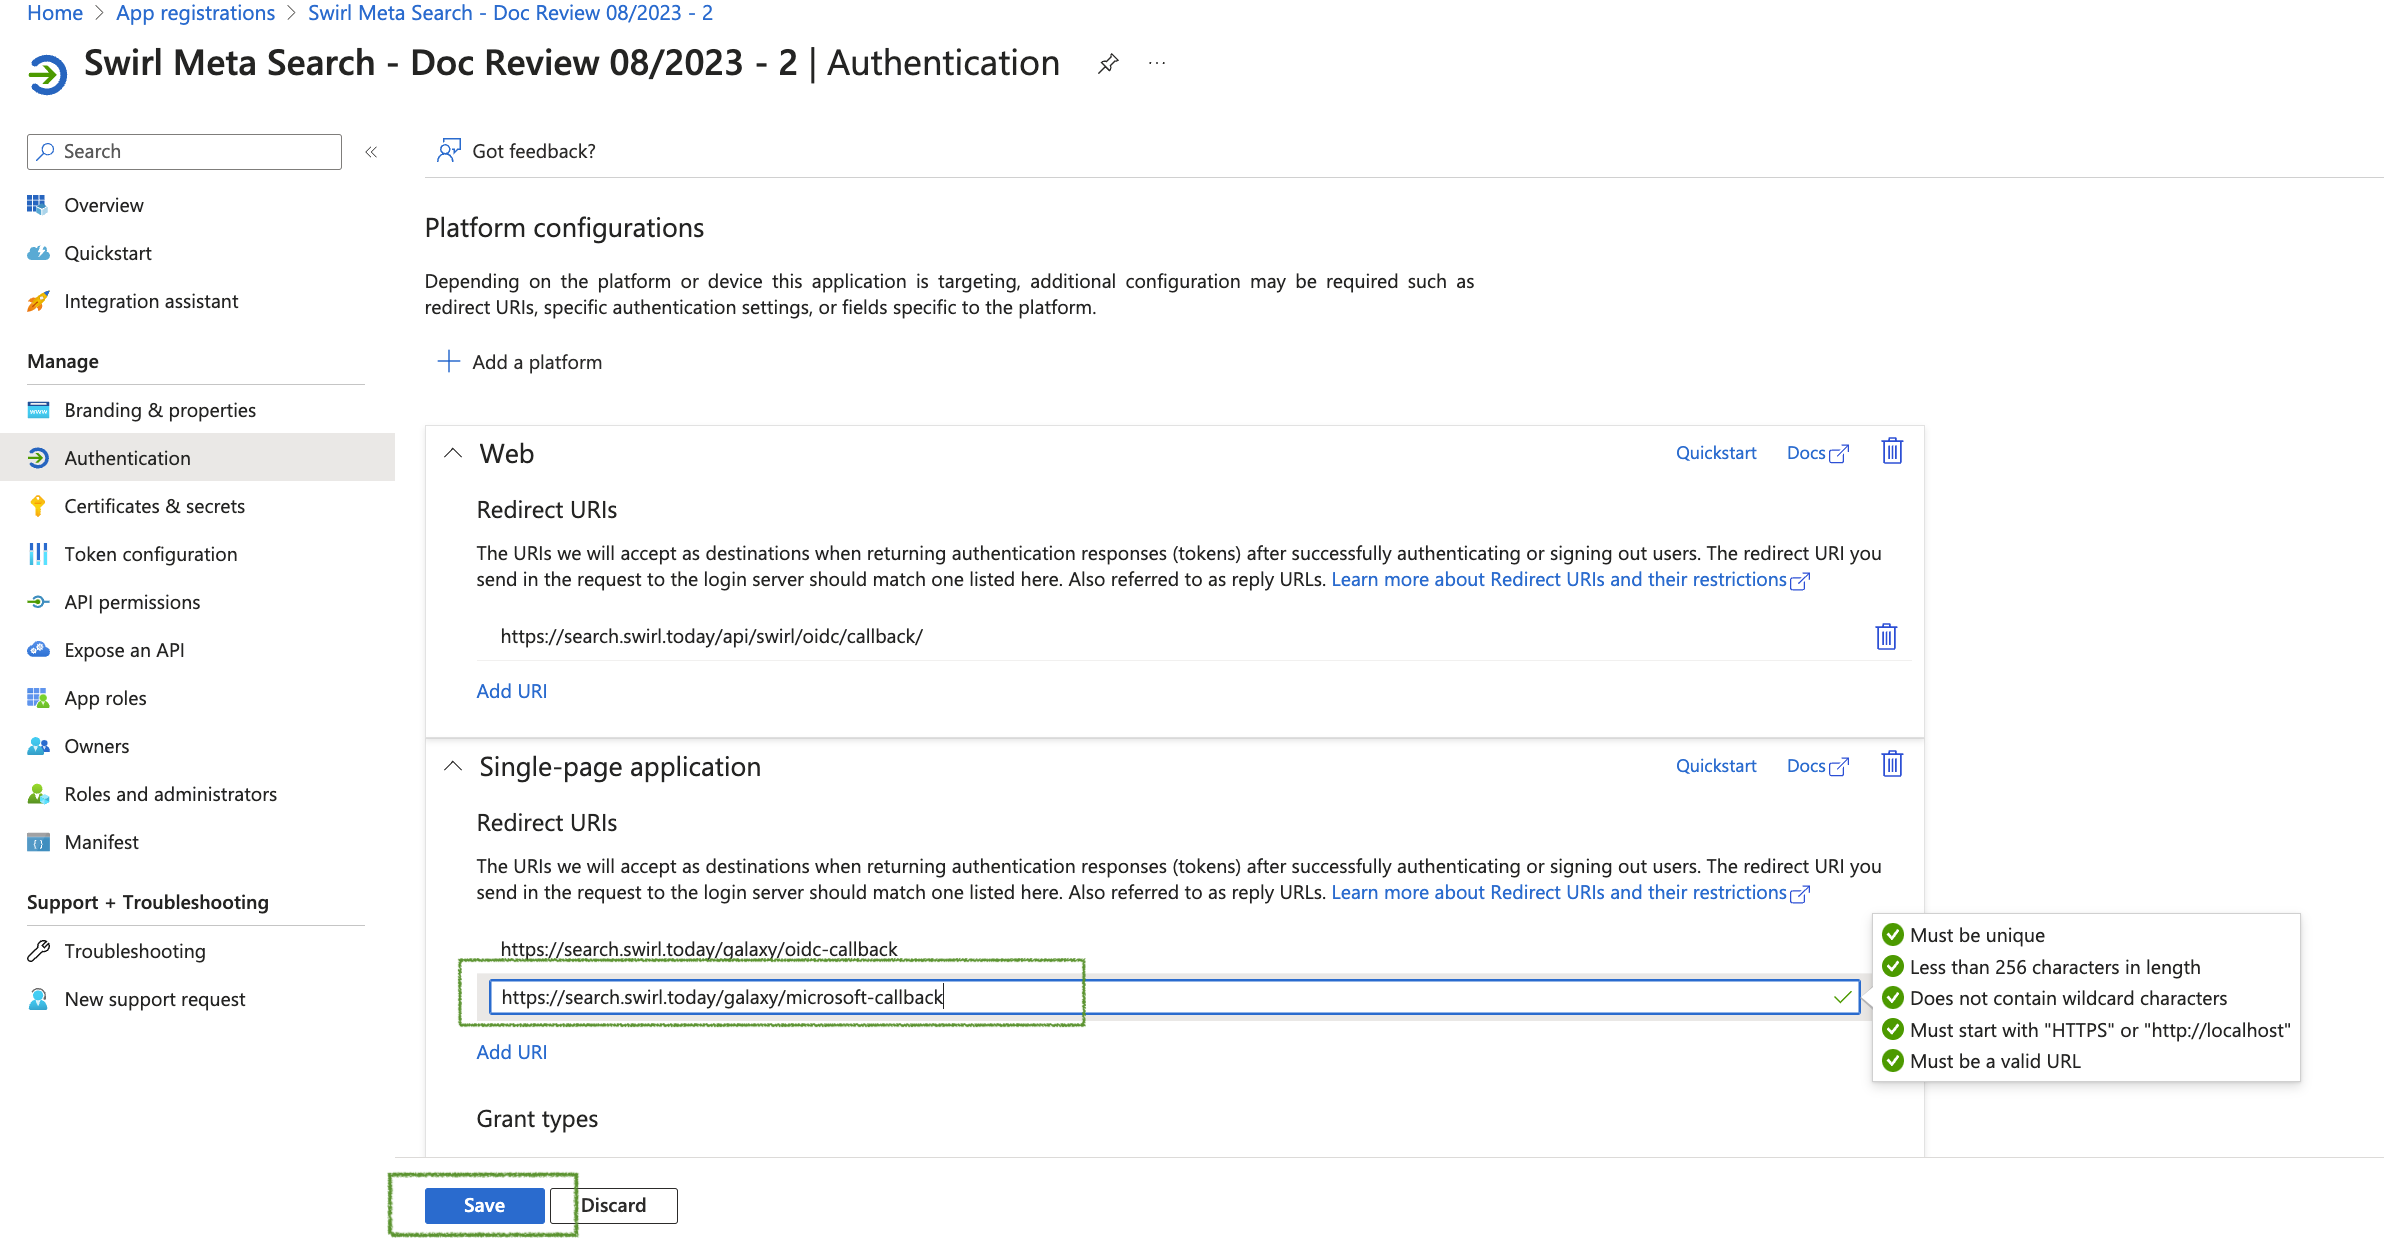 Home > App registrations > Swirl Meta Search - Doc Review 08/2023 - 2
Swirl Meta Search - Doc Review 08/2023 - 2 | Authentication
Search
«
Got feedback?
Overview
Quickstart
Integration assistant
Manage
Branding & properties
Authentication
Certificates & secrets
Token configuration
API permissions
Expose an API
App roles
Owners
Roles and administrators
Manifest
Support + Troubleshooting
Troubleshooting
New support request
Platform configurations
Depending on the platform or device this application is targeting, additional configuration may be required such as
redirect URIs, specific authentication settings, or fields specific to the platform.
Add a platform
Web
Quickstart Docs
Redirect URIs
The URIs we will accept as destinations when returning authentication responses (tokens) after successfully authenticating or signing out users. The redirect URI you
send in the request to the login server should match one listed here. Also referred to as reply URLs. Learn more about Redirect URIs and their restrictions
https://search.swirl.today/api/swirl/oidc/callback/
Add URI
Single-page application
Quickstart Docs
Redirect URIs
The URIs we will accept as destinations when returning authentication responses (tokens) after successfully authenticating or signing out users. The redirect URI you
send in the request to the login server should match one listed here. Also referred to as reply URLs. Learn more about Redirect URIs and their restrictions
https://search.swirl.today/galaxy/oidc-callback
https://search.swirl.today/galaxy/microsoft-callback
Must be unique
Less than 256 characters in length
Does not contain wildcard characters
Must start with "HTTPS" or "http://localhost"
Must be a valid URL
Add URI
Grant types
Save
Discard